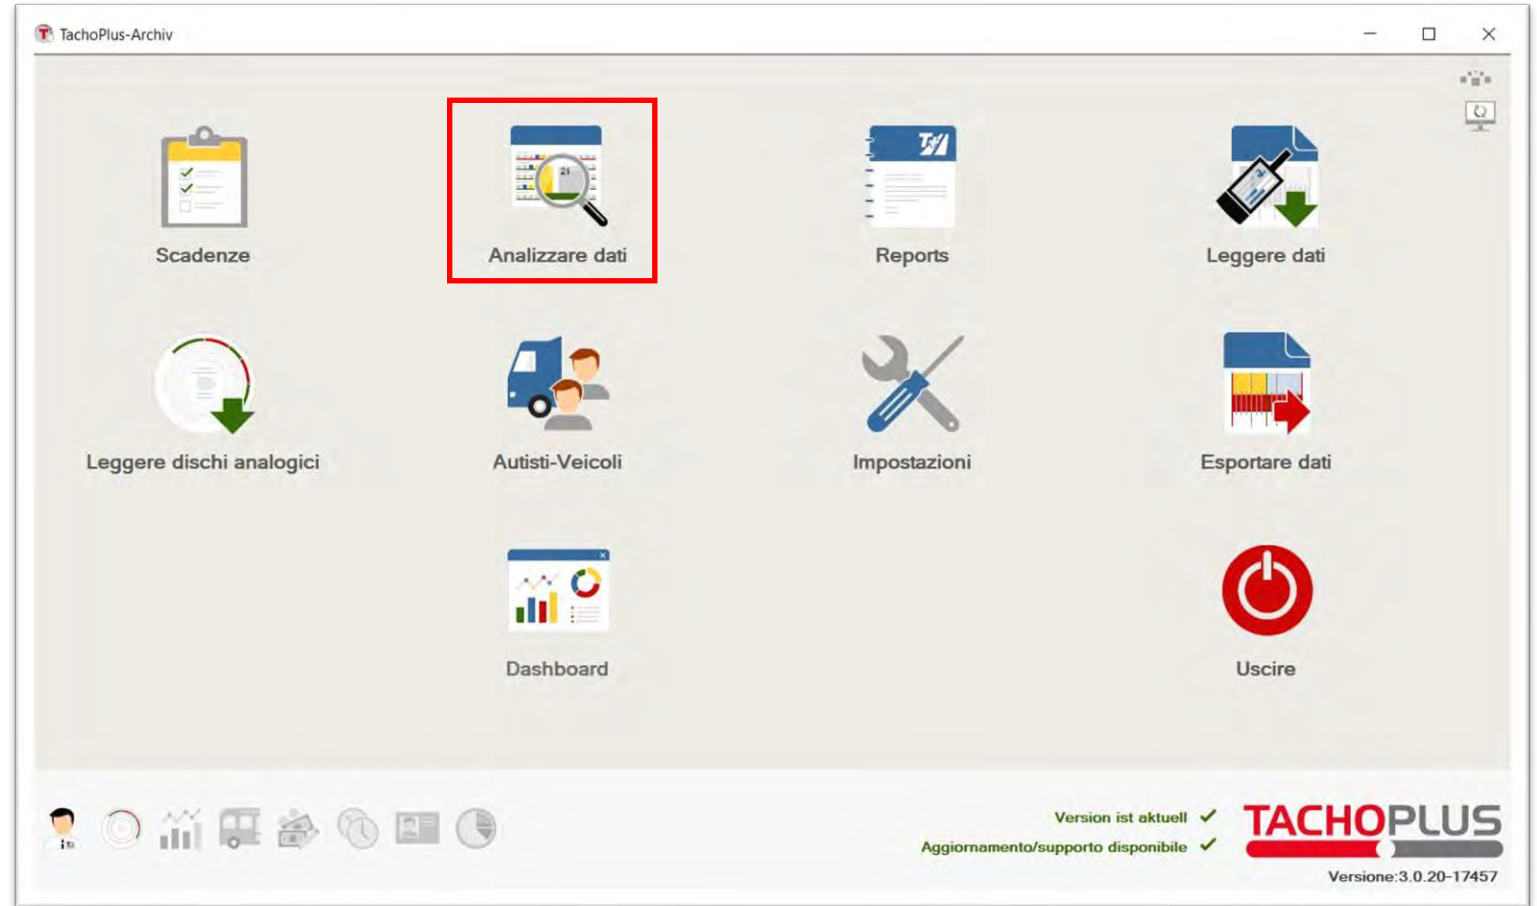 TachoPlus-Archiv
Scadenze
21
Analizzare dati
Reports
Leggere dati
Leggere dischi analogici
Autisti-Veicoli
Impostazioni
Esportare dati
Dashboard
Uscire
Version ist aktuell
Aggiornamento/supporto disponibile
TACHOPLUS
Versione:3.0.20-17457